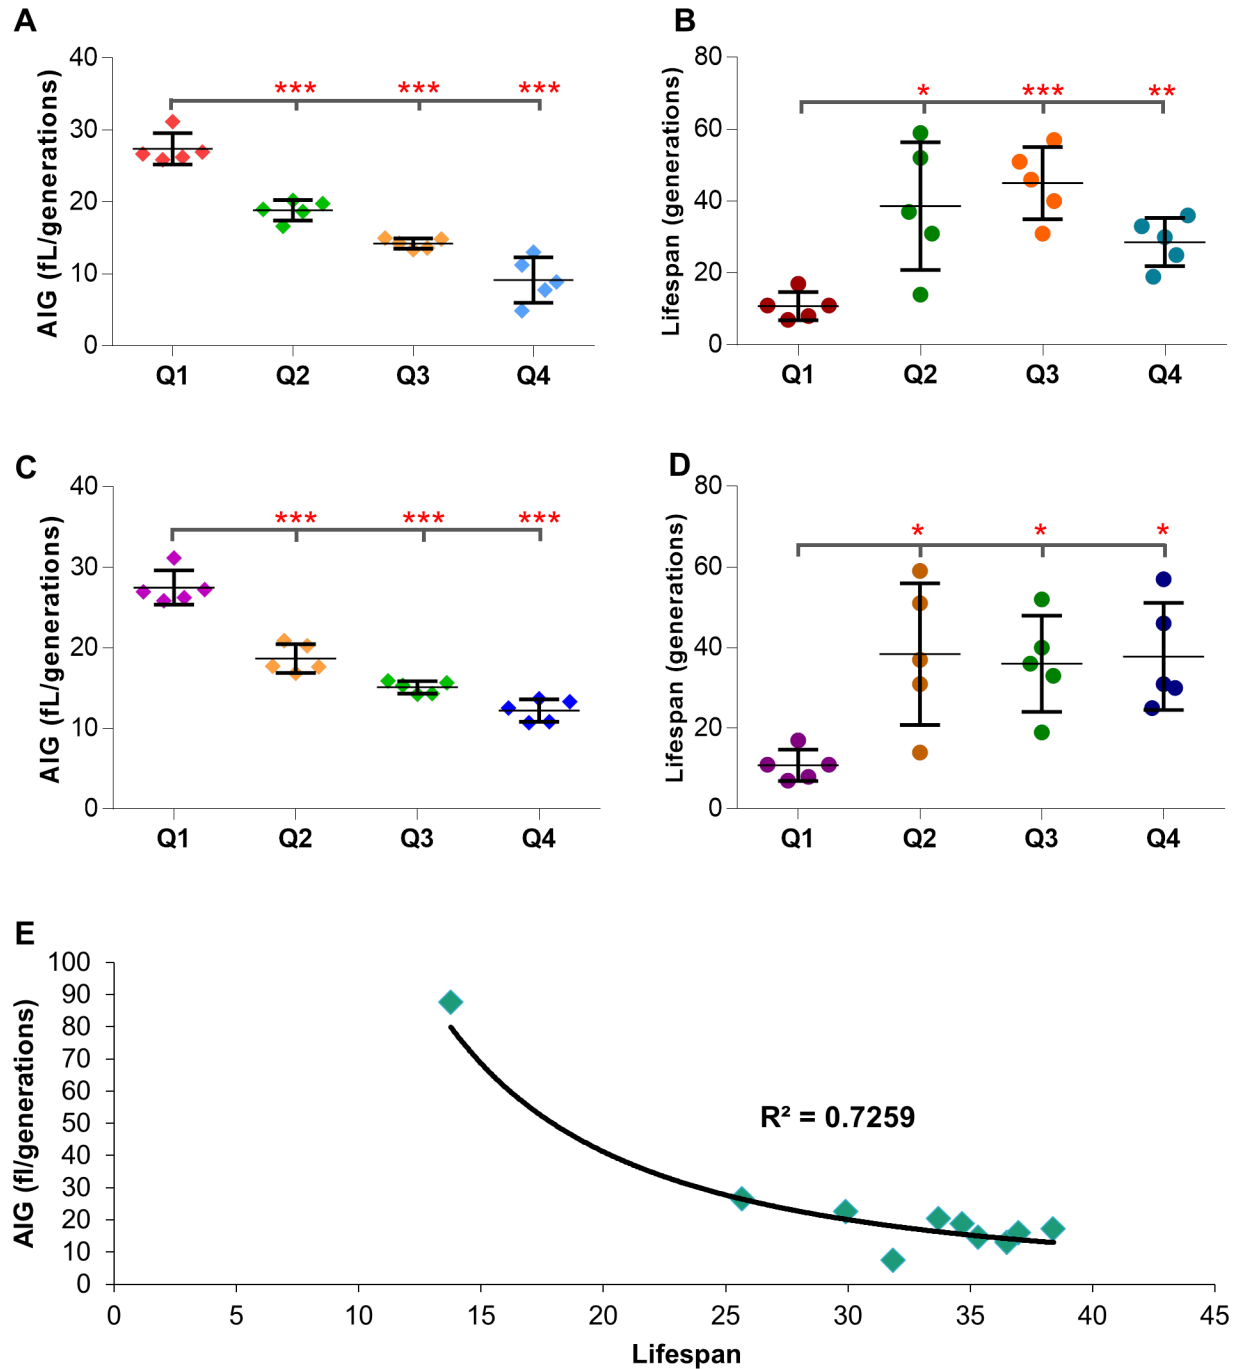 A
AIG (fL/generations)
40
30
20
10
0
*** *** ***
Q1 Q2 Q3 Q4
B
Lifespan (generations)
80
60
40
20
0
* *** **
Q1 Q2 Q3 Q4
C
AIG (fL/generations)
40
30
20
10
0
*** *** ***
Q1 Q2 Q3 Q4
D
Lifespan (generations)
80
60
40
20
0
* * *
Q1 Q2 Q3 Q4
E
AIG (fl/generations)
100
90
80
70
60
50
40
30
20
10
0
R² = 0.7259
0 5 10 15 20 25 30 35 40 45
Lifespan